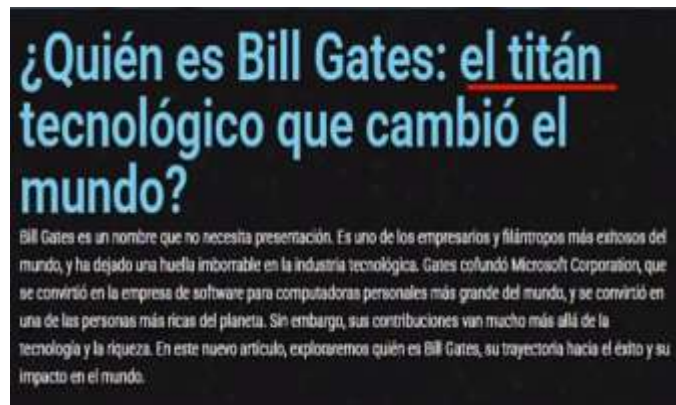 ¿Quién es Bill Gates: el titán
tecnológico que cambió el
mundo?
Bill Gates es un nombre que no necesita presentación. Es uno de los empresarios y filántropos más exitosos del
mundo, y ha dejado una huella imborrable en la industria tecnológica. Gates cofundó Microsoft Corporation, que
se convirtió en la empresa de software para computadoras personales más grande del mundo, y se convirtió en
una de las personas más ricas del planeta. Sin embargo, sus contribuciones van mucho más allá de la
tecnología y la riqueza. En este nuevo artículo, exploraremos quién es Bill Gates, su trayectoria hacia el éxito y su
impacto en el mundo.